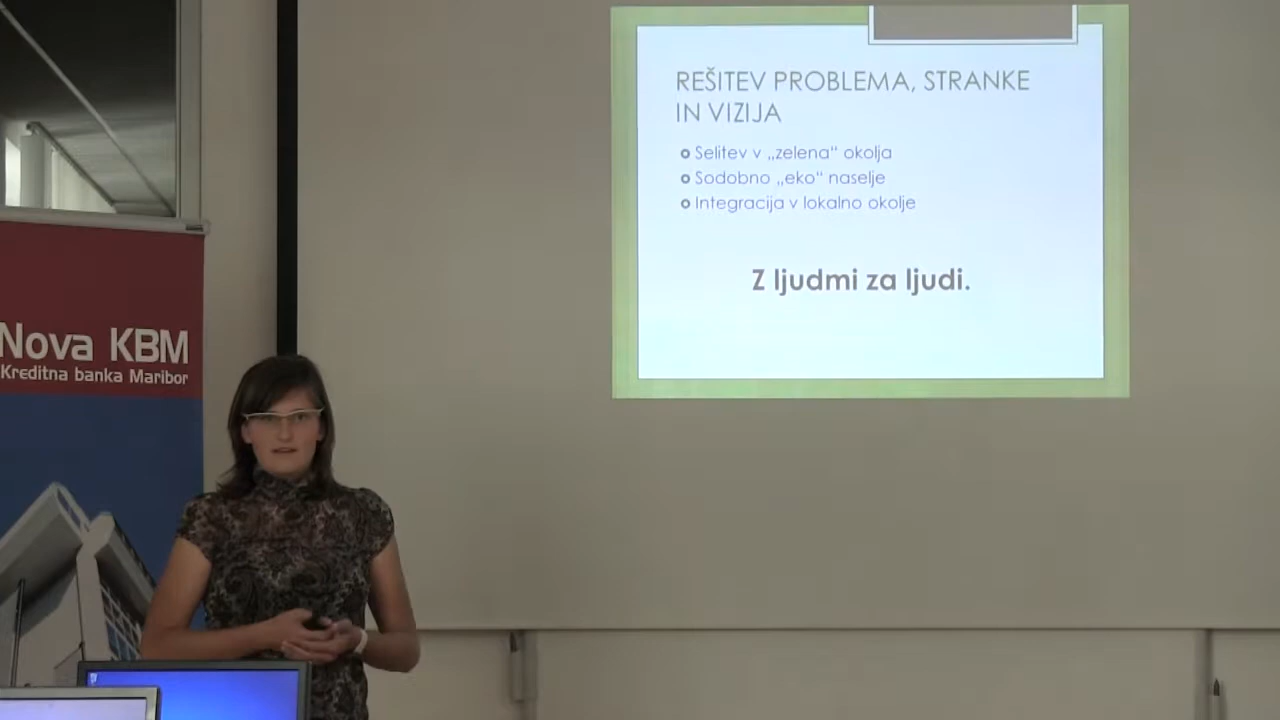 REŠITEV PROBLEMA, STRANKE
IN VIZIJA
Selitev v „zelena“ okolja
Sodobno „eko“ naselje
Integracija v lokalno okolje
Z ljudmi za ljudi.
Nova KBM
Kreditna banka Maribor